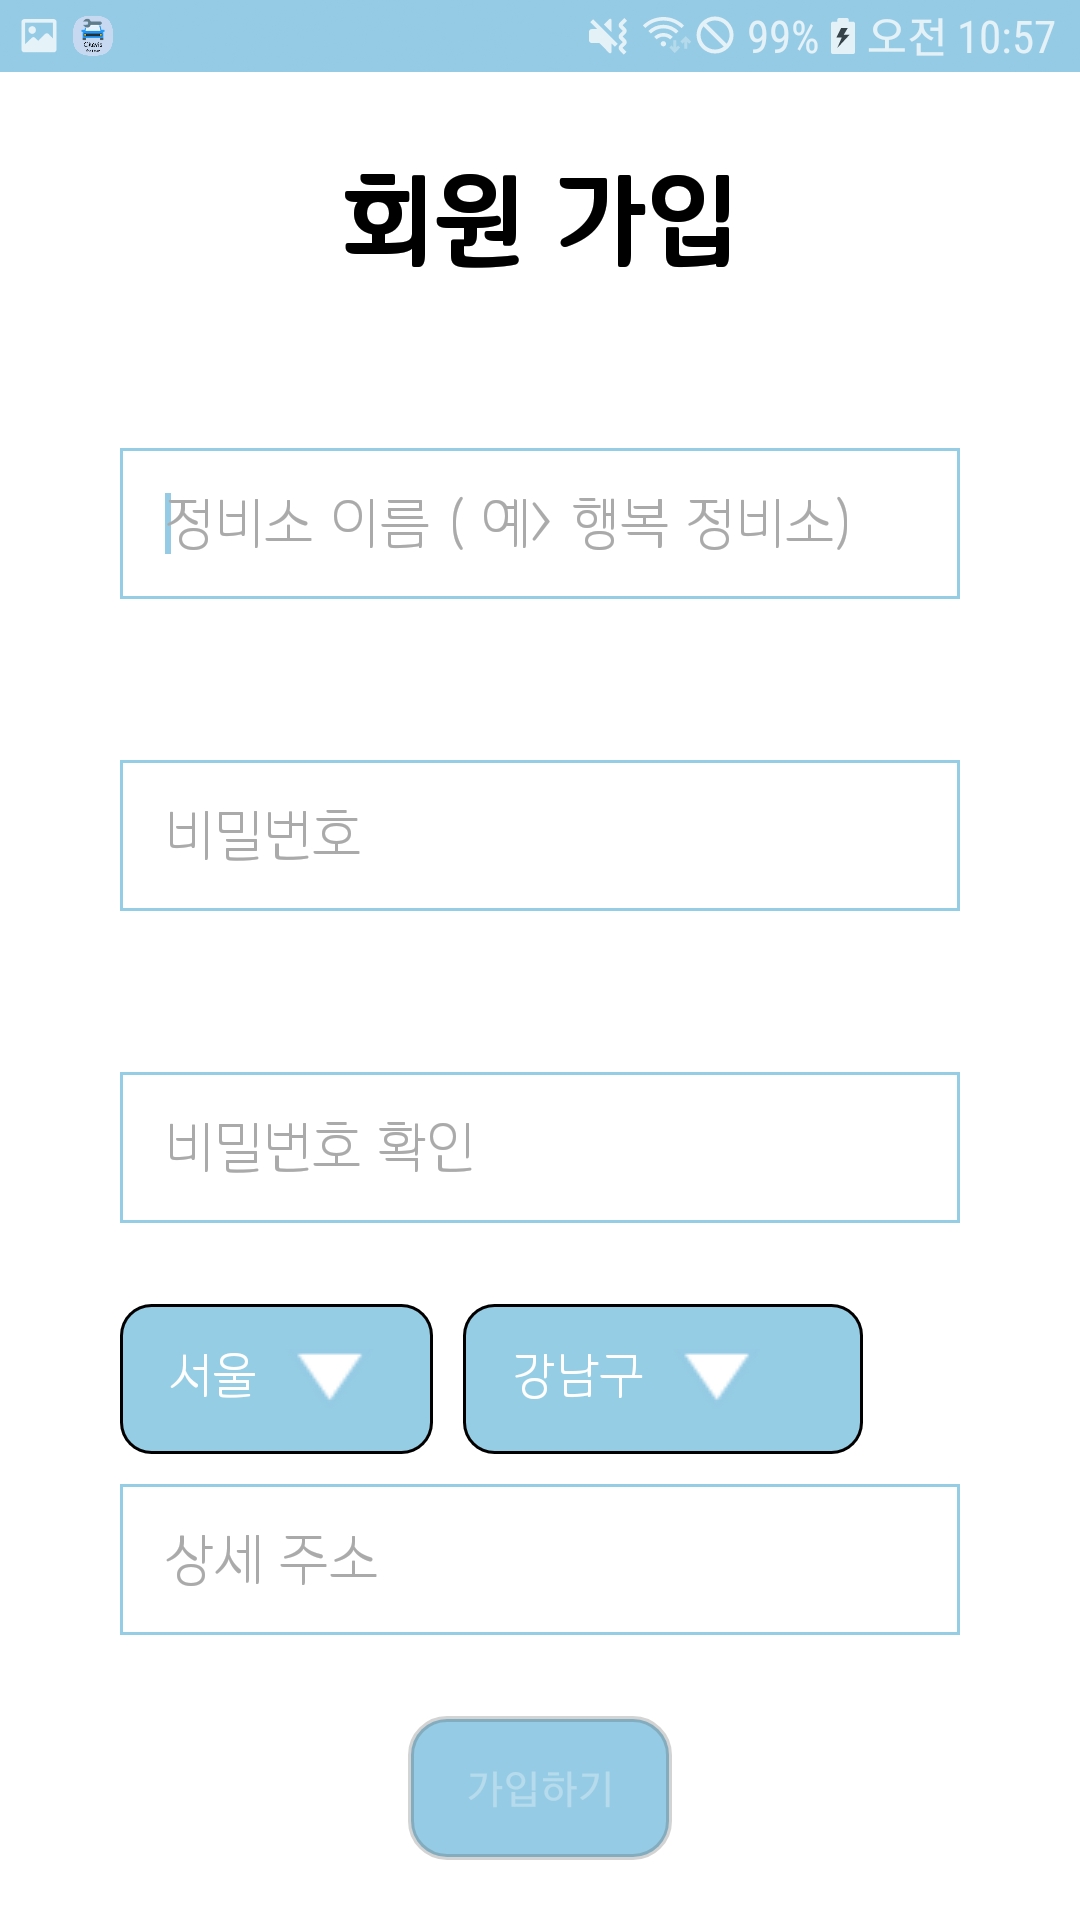 99% 오전 10:57
회원 가입
정비소 이름 ( 예> 행복 정비소)
비밀번호
비밀번호 확인
서울 강남구
상세 주소
가입하기